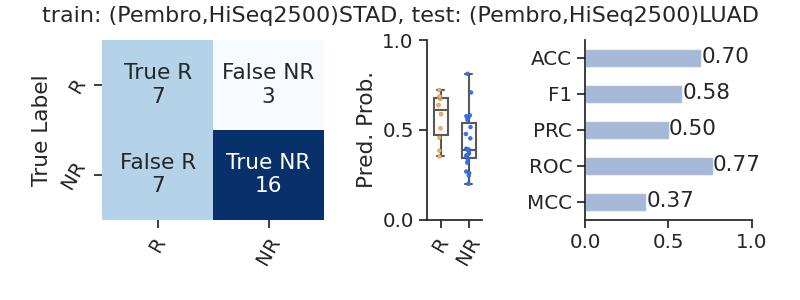 train: (Pembro,HiSeq2500)STAD, test: (Pembro,HiSeq2500)LUAD
True Label
R
NR
True R
7
False NR
3
False R
7
True NR
16
R
NR
Pred. Prob.
1.0
0.5
0.0
R
NR
ACC
0.70
F1
0.58
PRC
0.50
ROC
0.77
MCC
0.37
0.0
0.5
1.0